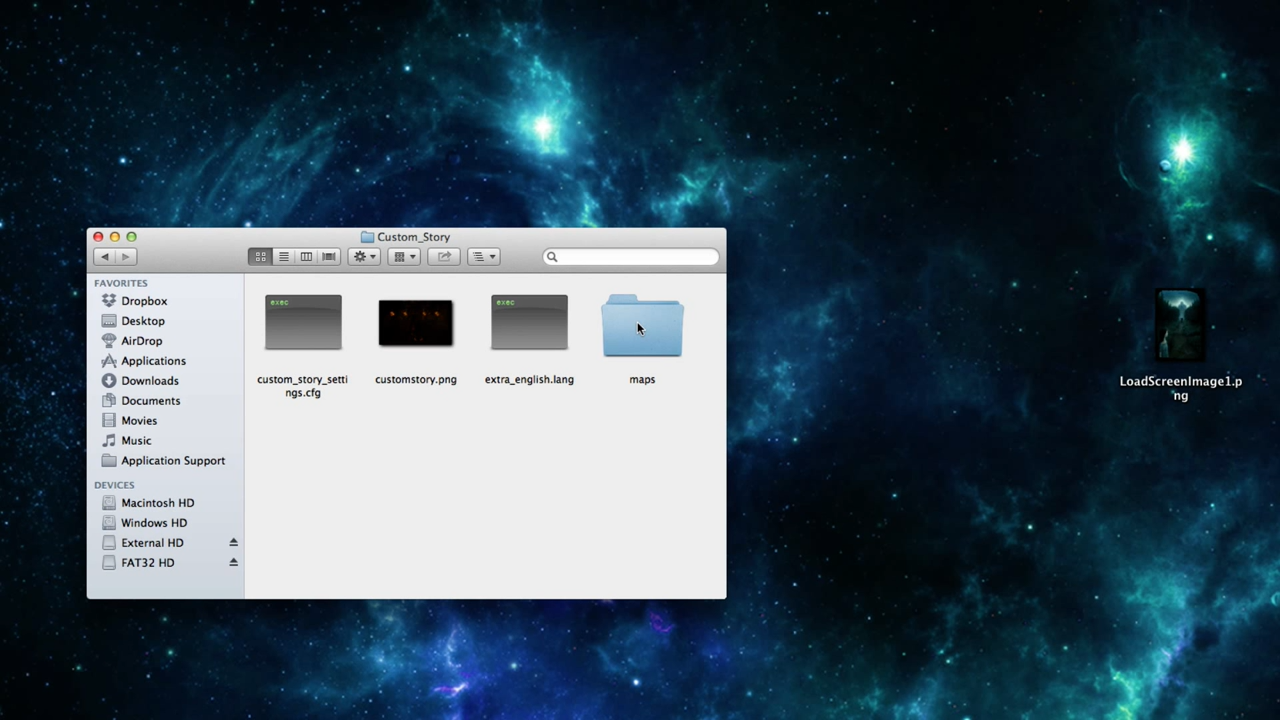 Custom_Story
FAVORITES
Dropbox
Desktop
AirDrop
Applications
Downloads
Documents
Movies
Music
Application Support
DEVICES
Macintosh HD
Windows HD
External HD
FAT32 HD
exec
custom_story_setti
ngs.cfg
customstory.png
exec
extra_english.lang
maps
LoadScreenImage1.p
ng